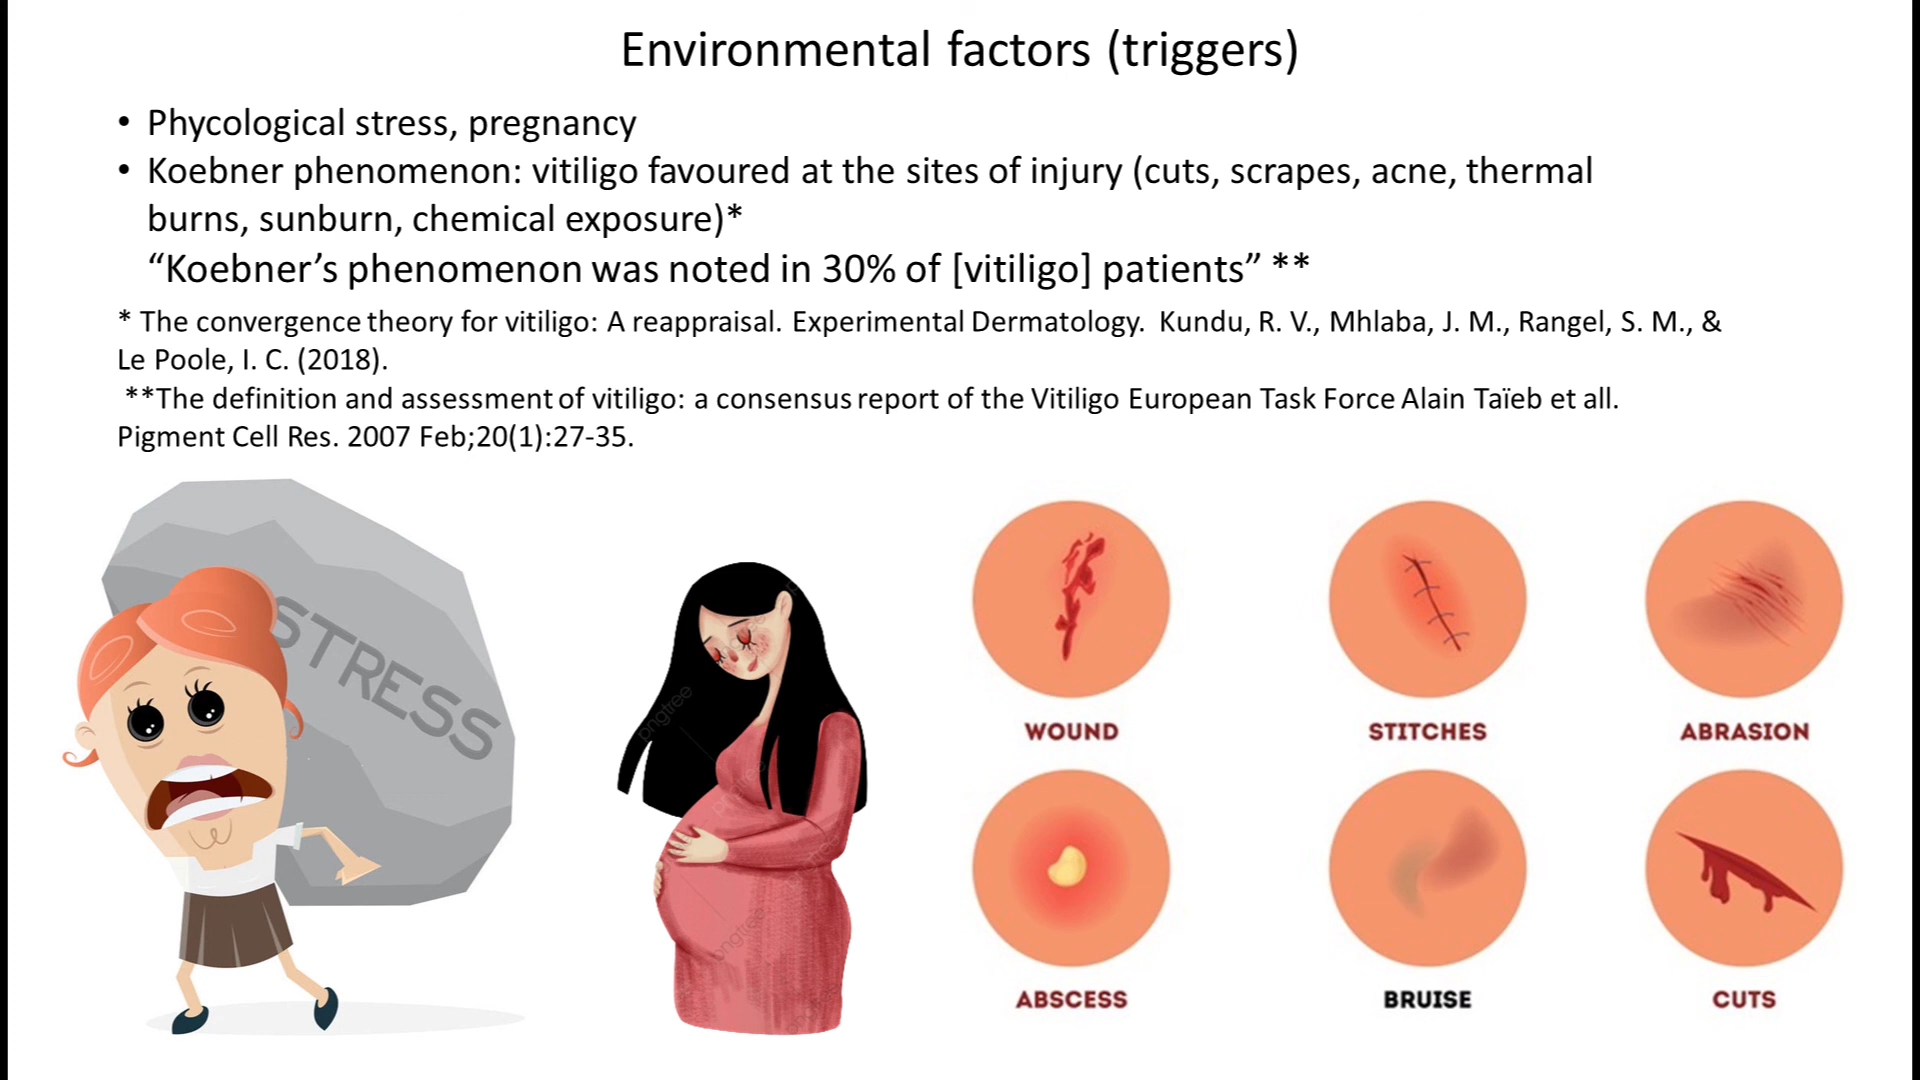 Environmental factors (triggers)
• Phycological stress, pregnancy
• Koebner phenomenon: vitiligo favoured at the sites of injury (cuts, scrapes, acne, thermal
burns, sunburn, chemical exposure)*
“Koebner’s phenomenon was noted in 30% of [vitiligo] patients” **
* The convergence theory for vitiligo: A reappraisal. Experimental Dermatology. Kundu, R. V., Mhlaba, J. M., Rangel, S. M., &
Le Poole, I. C. (2018).
**The definition and assessment of vitiligo: a consensus report of the Vitiligo European Task Force Alain Taïeb et all.
Pigment Cell Res. 2007 Feb;20(1):27-35.
STRESS
pngtree
pngtree
pngtree
WOUND
STITCHES
ABRASION
ABSCESS
BRUISE
CUTS